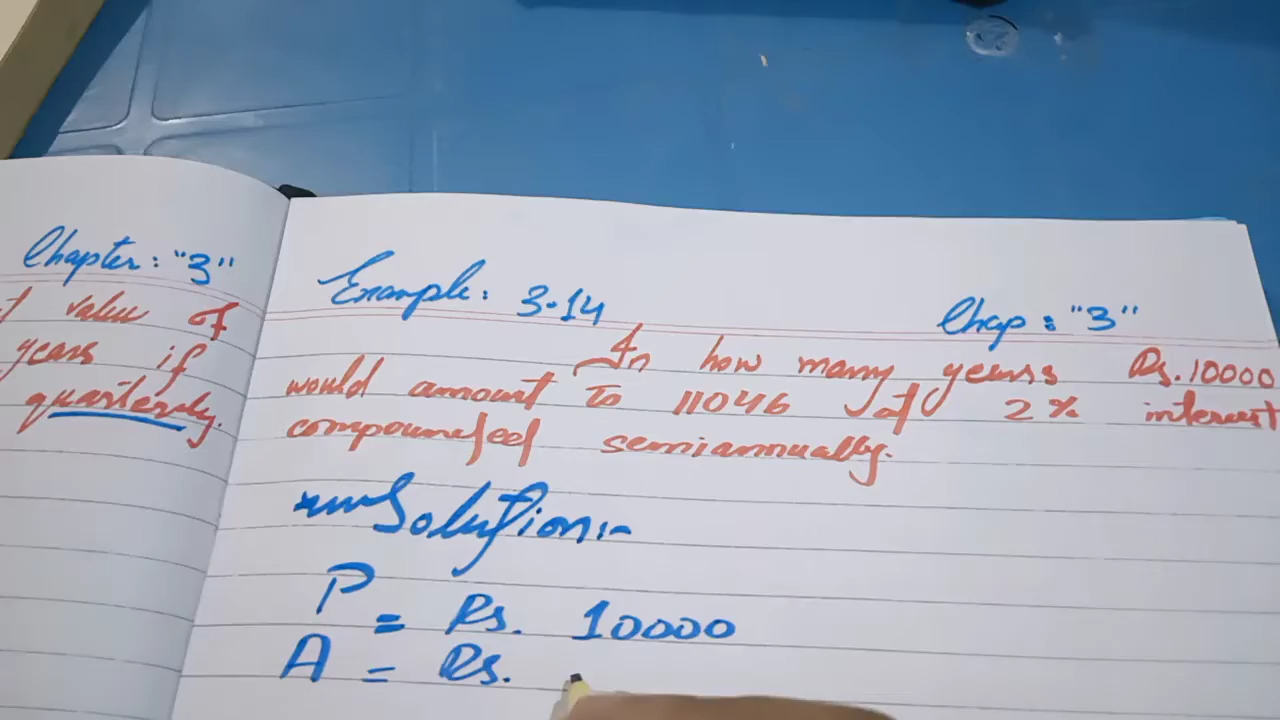 Chapter: "3"
t value of
years if
quarterly.
Example: 3.14
Chap: "3"
In how many years Rs. 10000
would amount to 11046 at 2% interest
compounded semiannually.
Solution:-
P = Rs. 10000
A = Rs.